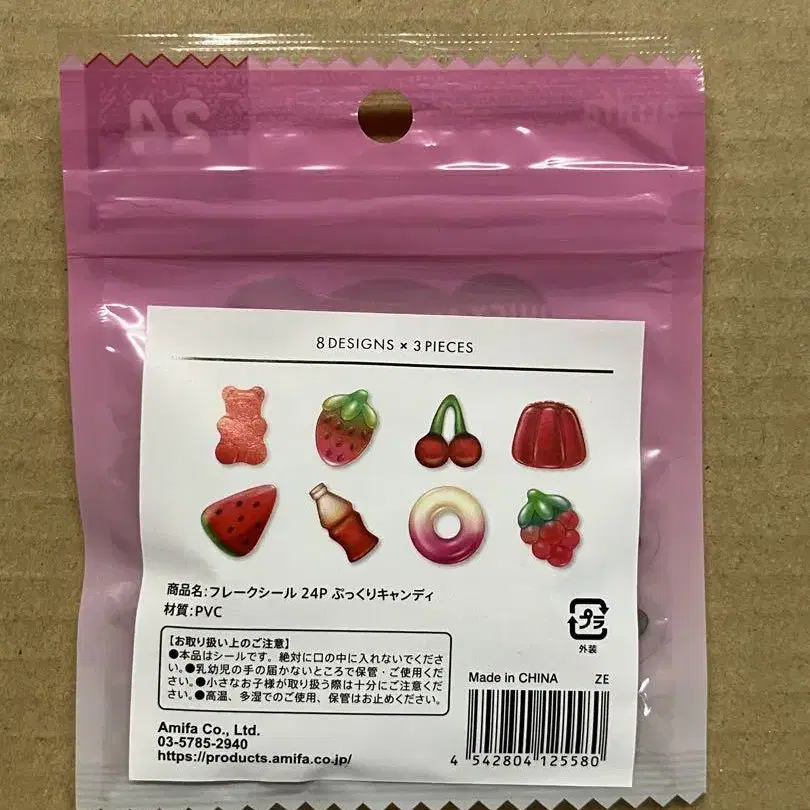 24
8 DESIGNS × 3 PIECES
商品名:フレークシール 24P ぷっくりキャンディ
材質:PVC
【お取り扱い上のご注意】
●本品はシールです。絶対に口の中に入れないでくださ
い。●乳幼児の手の届かないところで保管・ご使用くだ
さい。●小さなお子様が取り扱う際は十分にご注意くだ
さい。●高温、多湿でのご使用、保管はお止めください。
プラ
外装
Made in CHINA ZE
Amifa Co., Ltd.
03-5785-2940
https://products.amifa.co.jp/
4 542804 125580